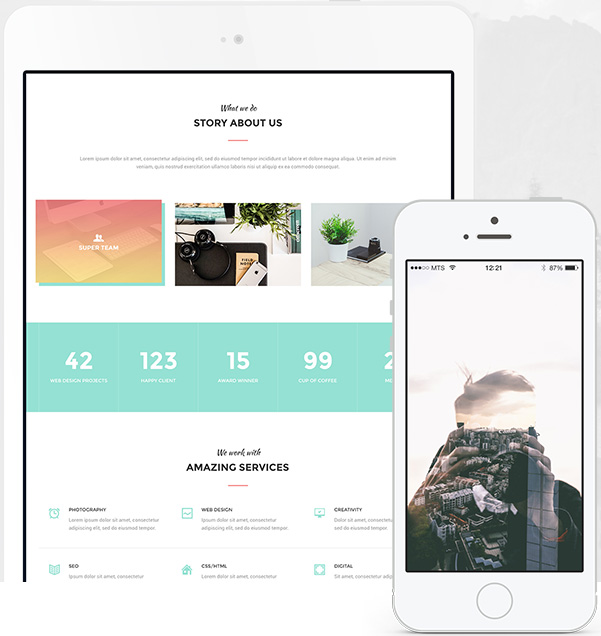 What we do
STORY ABOUT US
Lorem ipsum dolor sit amet, consectetur adipiscing elit, sed do eiusmod tempor incididunt ut labore et dolore magna aliqua. Ut enim ad minim
veniam, quis nostrud exercitation ullamco laboris nisi ut aliquip ex ea commodo consequat.
SUPER TEAM
FIELD
NOTES
42
WEB DESIGN PROJECTS
123
HAPPY CLIENT
15
AWARD WINNER
99
CUP OF COFFEE
2
ME
We work with
AMAZING SERVICES
PHOTOGRAPHY
Lorem ipsum dolor sit amet, consectetur
adipiscing elit, sed do eiusmod tempor.
WEB DESIGN
Ipsum dolor sit amet, consectetur
adipiscing elit, sed do eiusmod tempor.
CREATIVITY
Dolor sit amet, consectetur
adipiscing elit, sed do
SEO
Ipsum dolor sit amet, consectetur
CSS/HTML
Lorem ipsum dolor sit amet, consectetur
DIGITAL
Sit amet, consectetur adip
MTS
12:21
87%